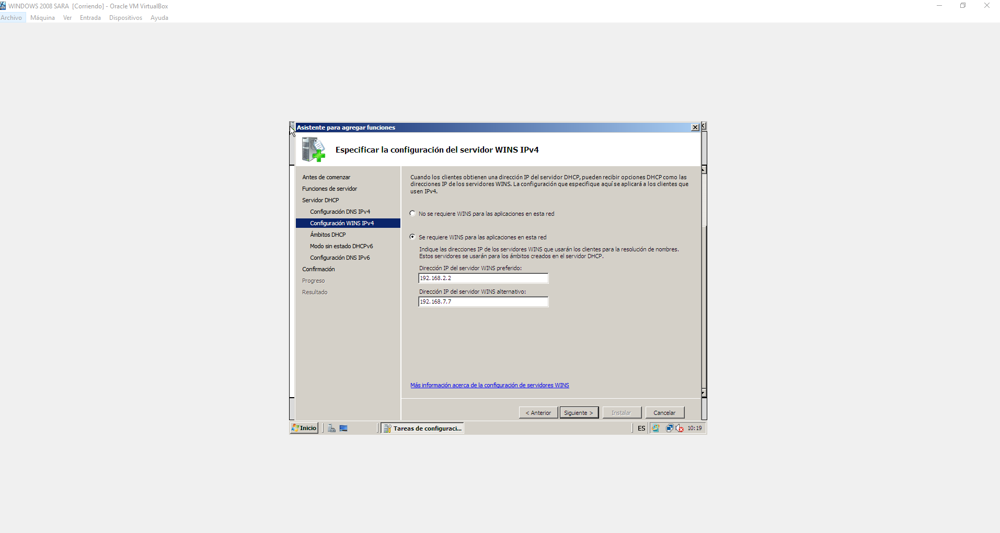 WINDOWS 2008 SARA [Corriendo] - Oracle VM VirtualBox
Archivo Máquina Ver Entrada Dispositivos Ayuda
Asistente para agregar funciones
Especificar la configuración del servidor WINS IPv4
Antes de comenzar
Funciones de servidor
Servidor DHCP
Configuración DNS IPv4
Configuración WINS IPv4
Ámbitos DHCP
Modo sin estado DHCPv6
Configuración DNS IPv6
Confirmación
Progreso
Resultado
Cuando los clientes obtienen una dirección IP del servidor DHCP, pueden recibir opciones DHCP como las
direcciones IP de los servidores WINS. La configuración que especifique aquí se aplicará a los clientes que
usen IPv4.
No se requiere WINS para las aplicaciones en esta red
Se requiere WINS para las aplicaciones en esta red
Indique las direcciones IP de los servidores WINS que usarán los clientes para la resolución de nombres.
Estos servidores se usarán para los ámbitos creados en el servidor DHCP.
Dirección IP del servidor WINS preferido:
192.168.2.2
Dirección IP del servidor WINS alternativo:
192.168.7.7
Más información acerca de la configuración de servidores WINS
< Anterior Siguiente > Instalar Cancelar
Inicio Tareas de configuraci... ES 10:19